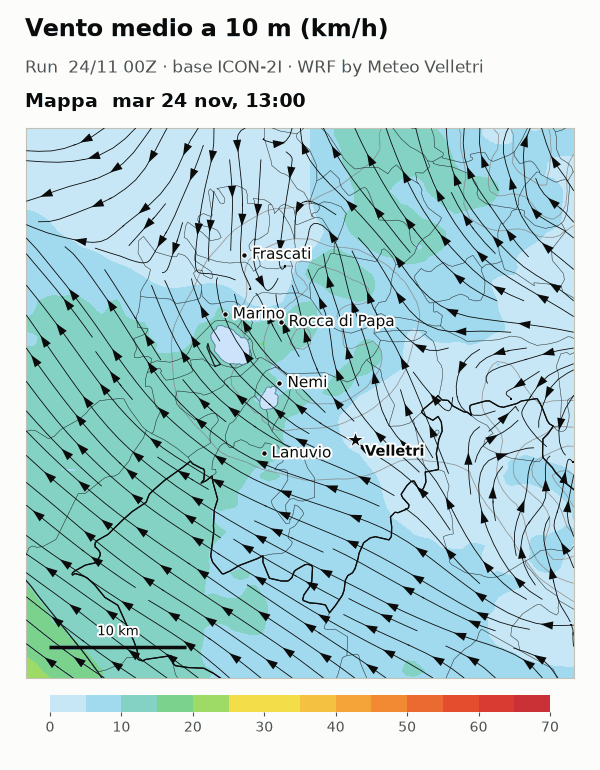 Vento medio a 10 m (km/h)
Run 24/11 00Z · base ICON-2I · WRF by Meteo Velletri
Mappa mar 24 nov, 13:00
Frascati
Marino
Rocca di Papa
Nemi
Velletri
Lanuvio
10 km
0 10 20 30 40 50 60 70